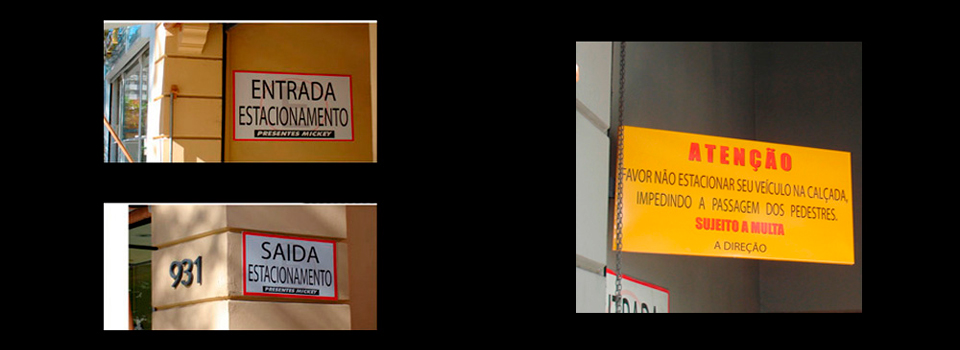 ENTRADA
ESTACIONAMENTO
PRESENTES MICKEY
931
SAIDA
ESTACIONAMENTO
PRESENTES MICKEY
ATENÇÃO
FAVOR NÃO ESTACIONAR SEU VEÍCULO NA CALÇADA,
IMPEDINDO A PASSAGEM DOS PEDESTRES.
SUJEITO A MULTA
A DIREÇÃO